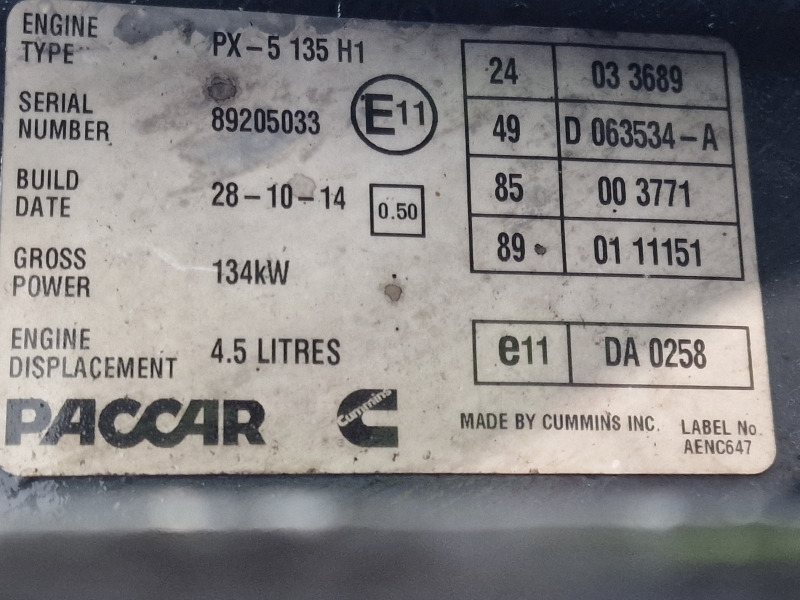 ENGINE TYPE PX-5 135 H1
SERIAL NUMBER 89205033
E11
BUILD DATE 28-10-14
0.50
GROSS POWER 134kW
ENGINE DISPLACEMENT 4.5 LITRES
24 03 3689
49 D 063534-A
85 00 3771
89 01 11151
e11 DA 0258
PACCAR
Cummins
MADE BY CUMMINS INC.
LABEL No.
AENC647